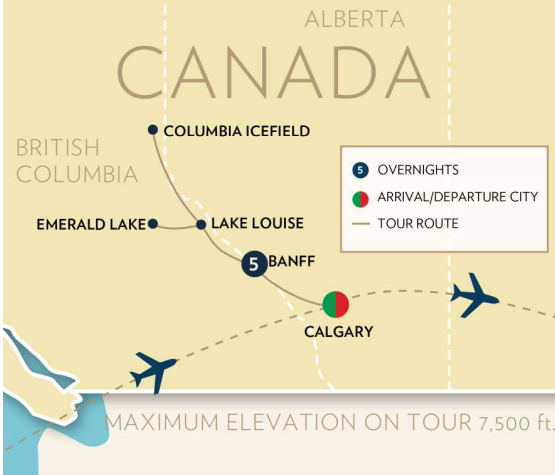 ALBERTA
CANADA
COLUMBIA ICEFIELD
BRITISH
COLUMBIA
5 OVERNIGHTS
ARRIVAL/DEPARTURE CITY
TOUR ROUTE
EMERALD LAKE
LAKE LOUISE
5 BANFF
CALGARY
MAXIMUM ELEVATION ON TOUR 7,500 ft.